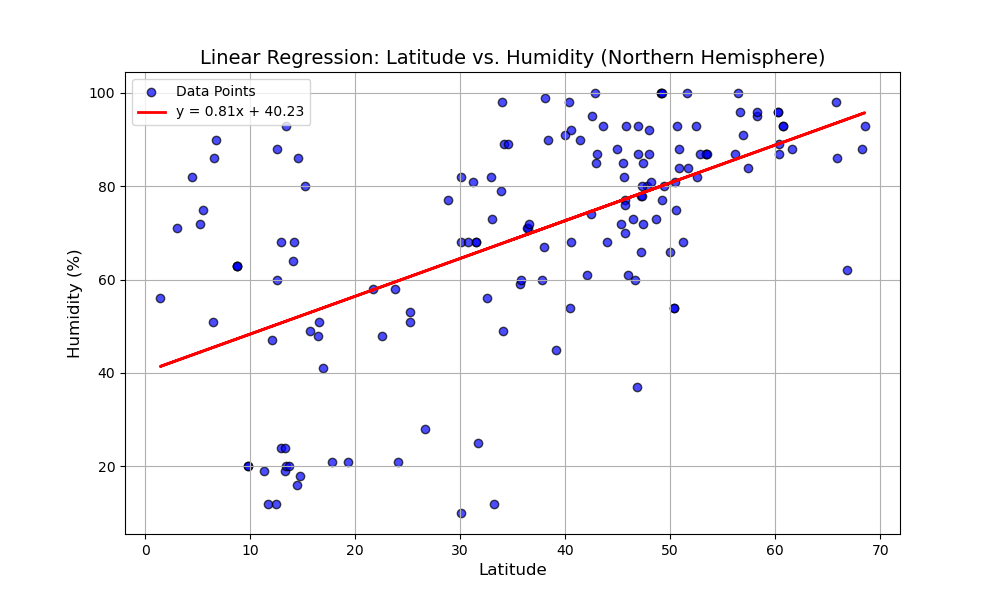 Linear Regression: Latitude vs. Humidity (Northern Hemisphere)
Data Points
y = 0.81x + 40.23
Humidity (%)
100
80
60
40
20
0 10 20 30 40 50 60 70
Latitude